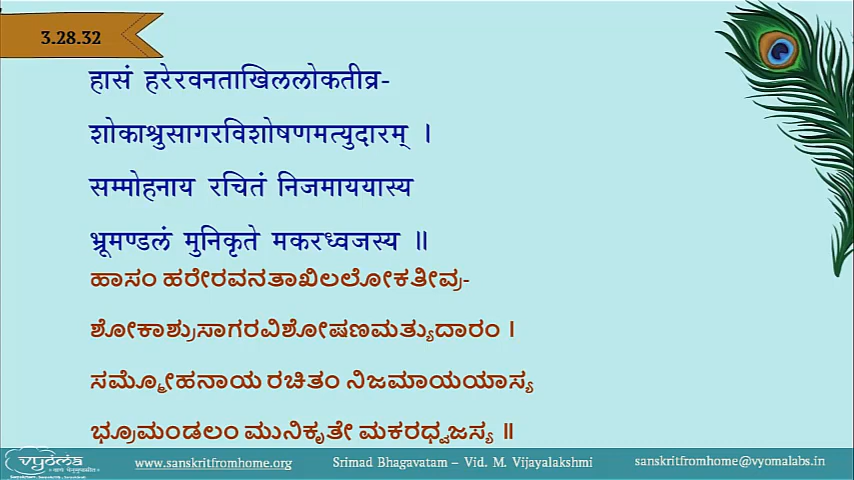 3.28.32
हासं हरेरवनताखिललोकतीव्र-
शोकाश्रुसागरविशोषणमत्युदारम् ।
सम्मोहनाय रचितं निजमाययास्य
भ्रूमण्डलं मुनिकृते मकरध्वजस्य ॥
ಹಾಸಂ ಹರೇರವನತಾಖಿಲಲೋಕತೀವ್ರ-
ಶೋಕಾಶ್ರುಸಾಗರವಿಶೋಷಣಮತ್ಯುದಾರಂ ।
ಸಮ್ಮೋಹನಾಯ ರಚಿತಂ ನಿಜಮಾಯಯಾಸ್ಯ
ಭ್ರೂಮಂಡಲಂ ಮುನಿಕೃತೇ ಮಕರಧ್ವಜಸ್ಯ ॥
vyoma www.sanskritfromhome.org Srimad Bhagavatam – Vid. M. Vijayalakshmi sanskritfromhome@vyomalabs.in